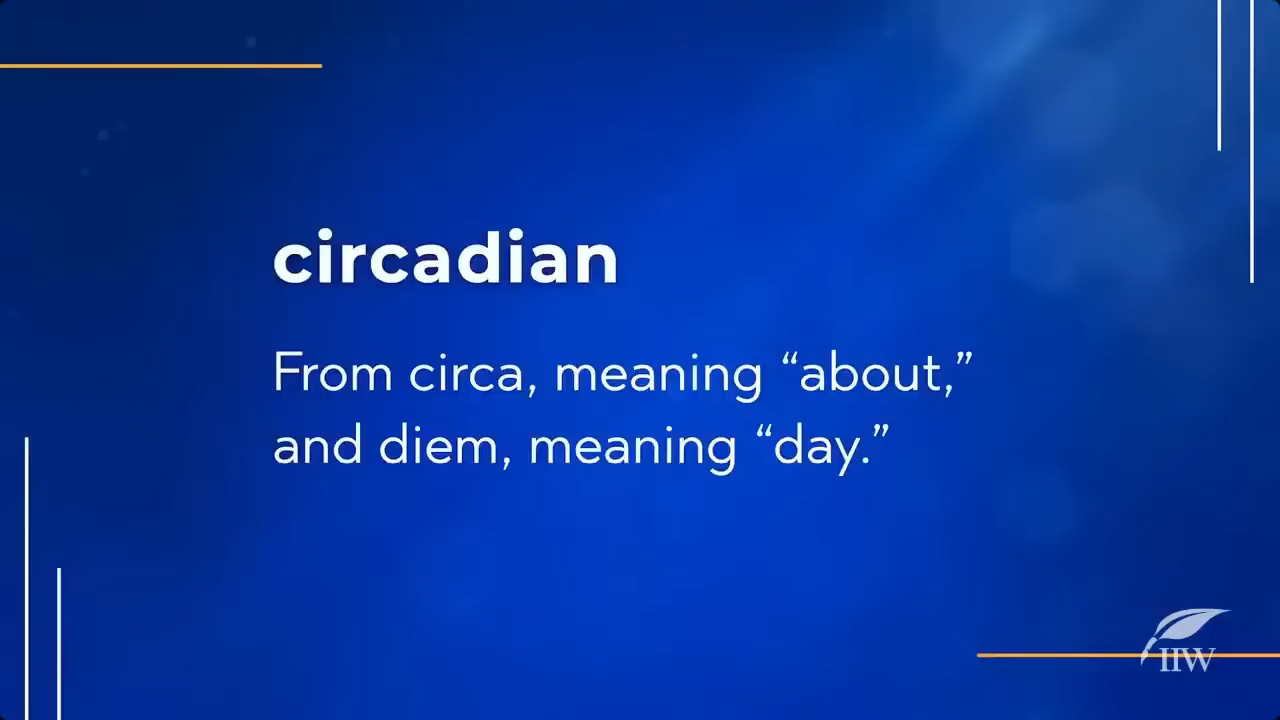 circadian
From circa, meaning “about,”
and diem, meaning “day.”
IIW